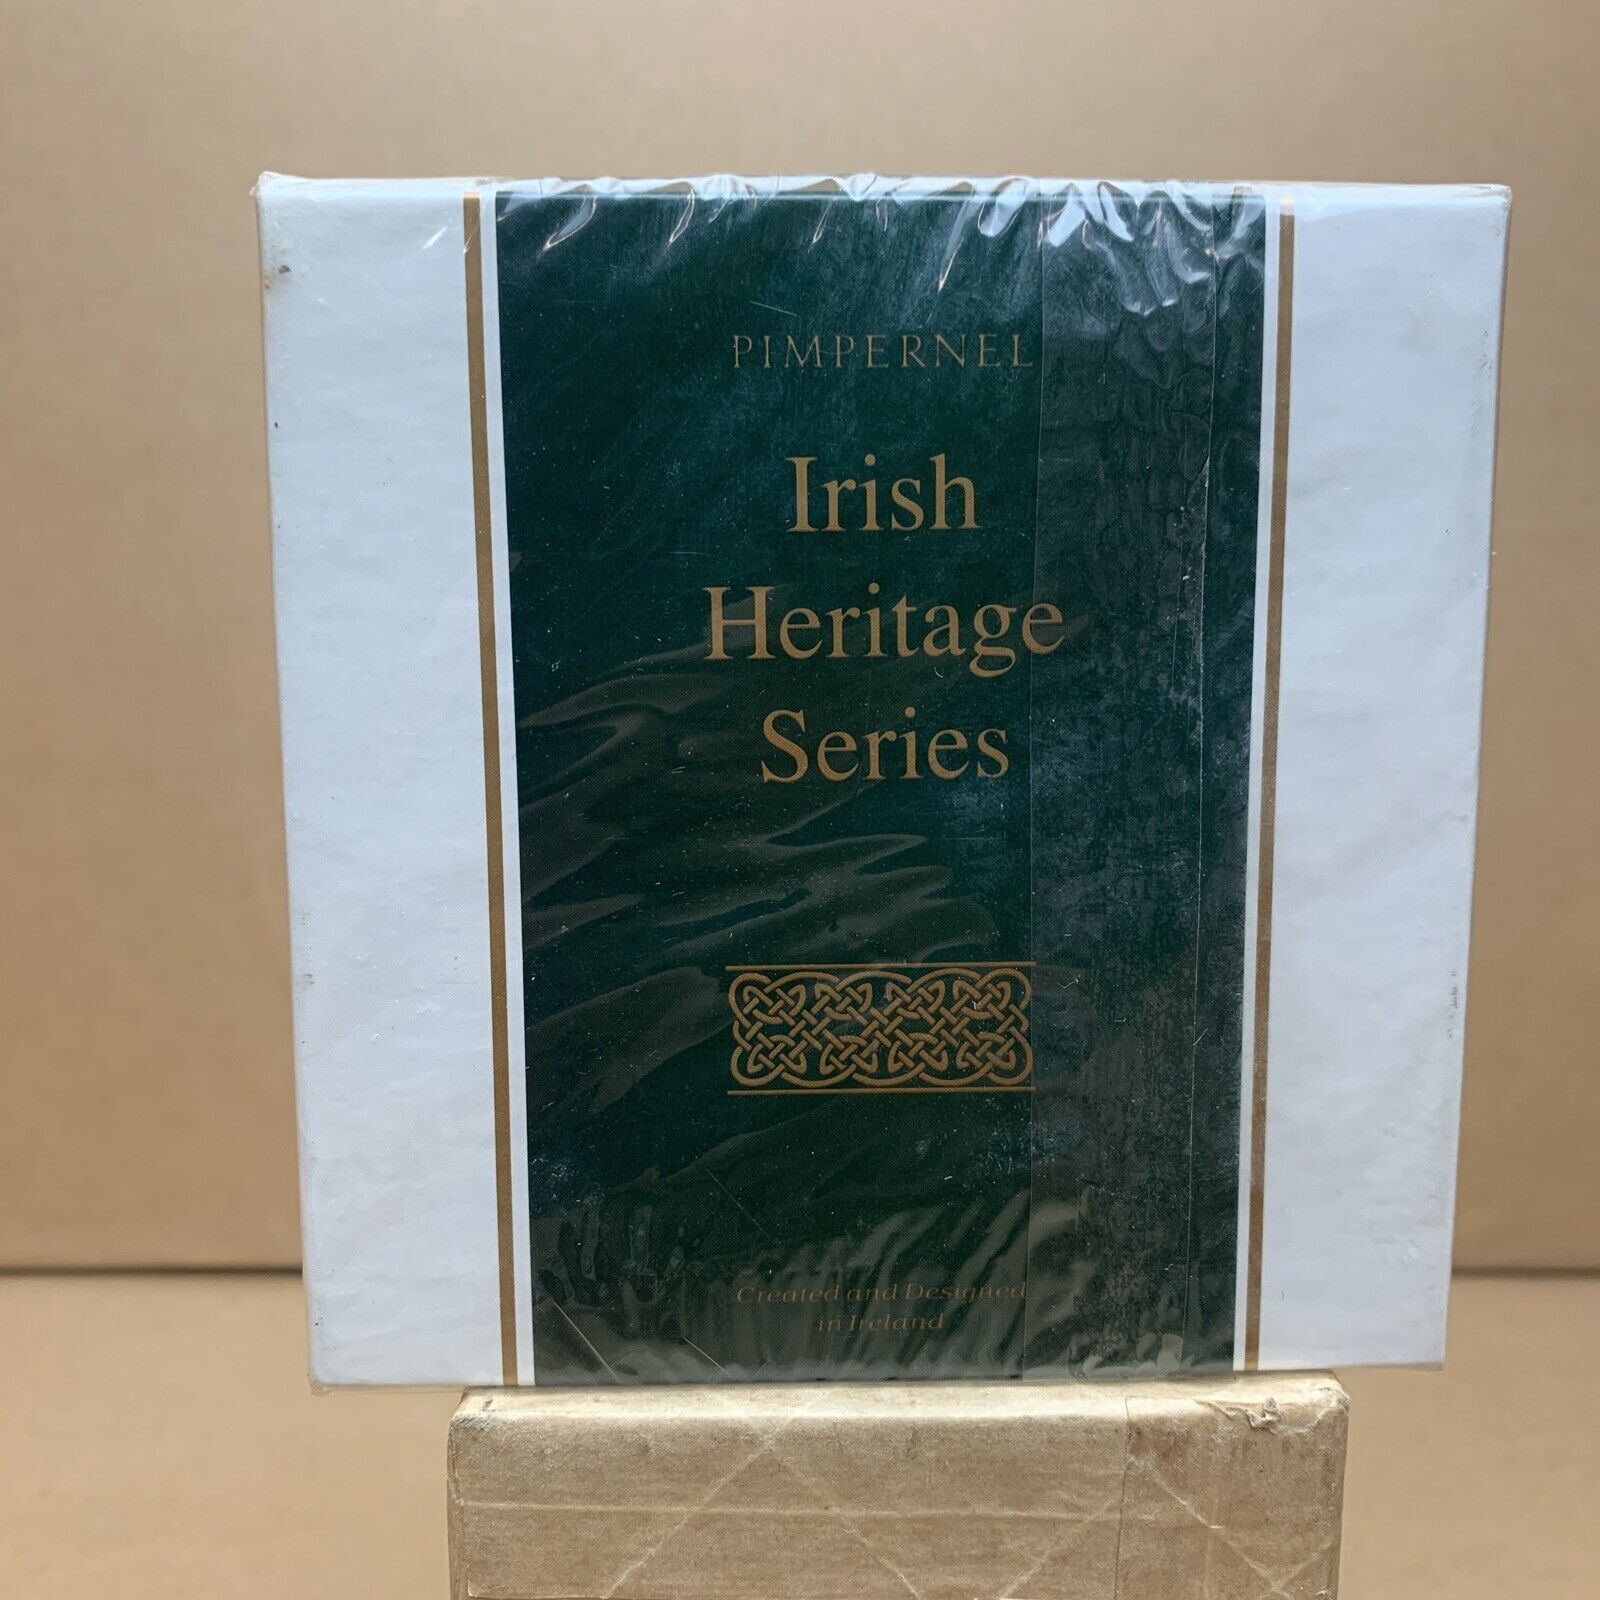 PIMPERNEL
Irish
Heritage
Series
Created and Designed
in Ireland